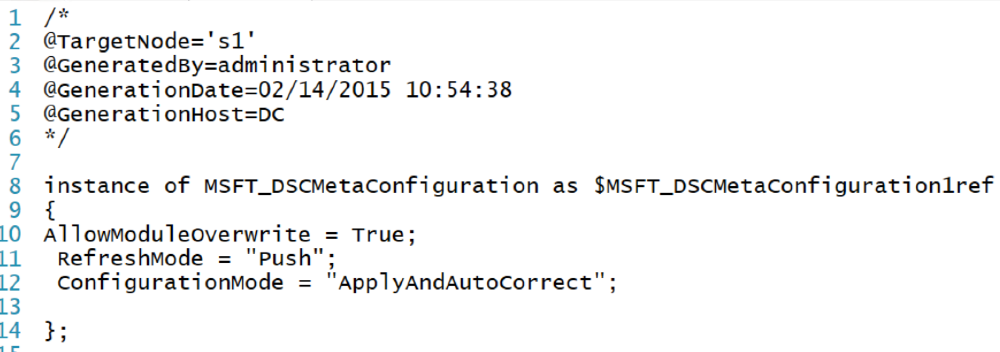 1 /*
2 @TargetNode='s1'
3 @GeneratedBy=administrator
4 @GenerationDate=02/14/2015 10:54:38
5 @GenerationHost=DC
6 */
7
8 instance of MSFT_DSCMetaConfiguration as $MSFT_DSCMetaConfiguration1ref
9 {
10 AllowModuleOverwrite = True;
11  RefreshMode = "Push";
12  ConfigurationMode = "ApplyAndAutoCorrect";
13
14 };
15